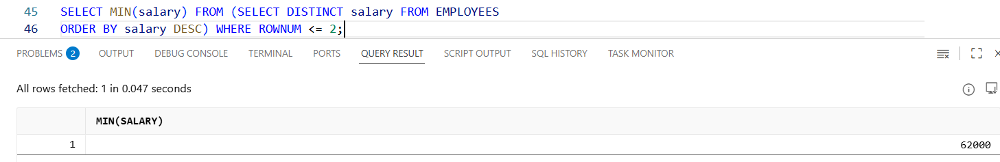 45 SELECT MIN(salary) FROM (SELECT DISTINCT salary FROM EMPLOYEES
46 ORDER BY salary DESC) WHERE ROWNUM <= 2;
PROBLEMS 2 OUTPUT DEBUG CONSOLE TERMINAL PORTS QUERY RESULT SCRIPT OUTPUT SQL HISTORY TASK MONITOR
All rows fetched: 1 in 0.047 seconds
MIN(SALARY)
1 62000